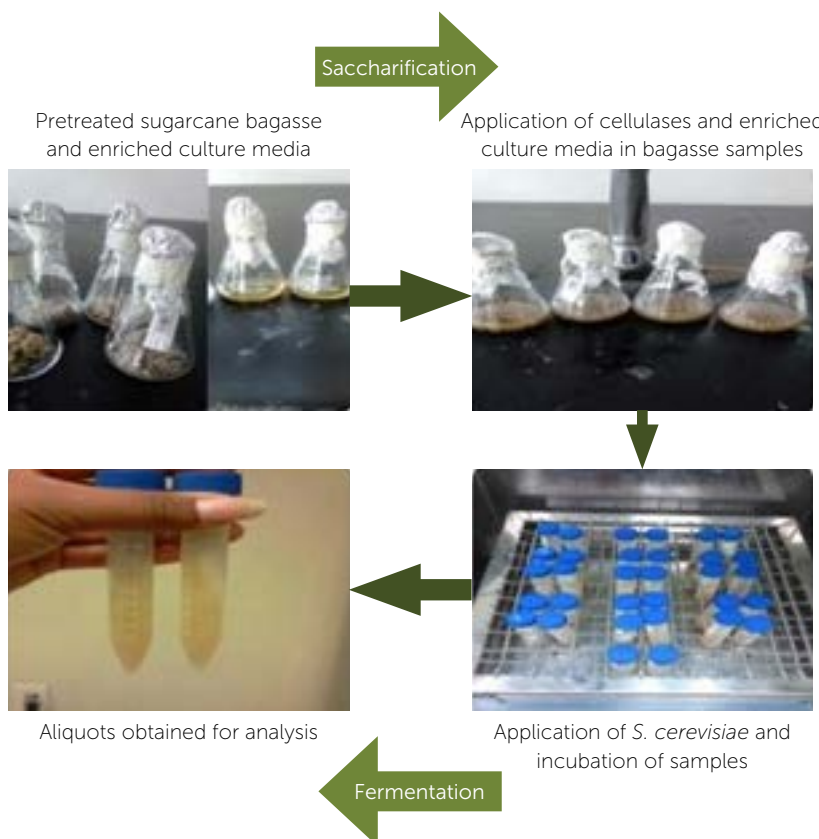 Saccharification
Pretreated sugarcane bagasse
and enriched culture media
Application of cellulases and enriched
culture media in bagasse samples
Aliquots obtained for analysis
Application of S. cerevisiae and
incubation of samples
Fermentation